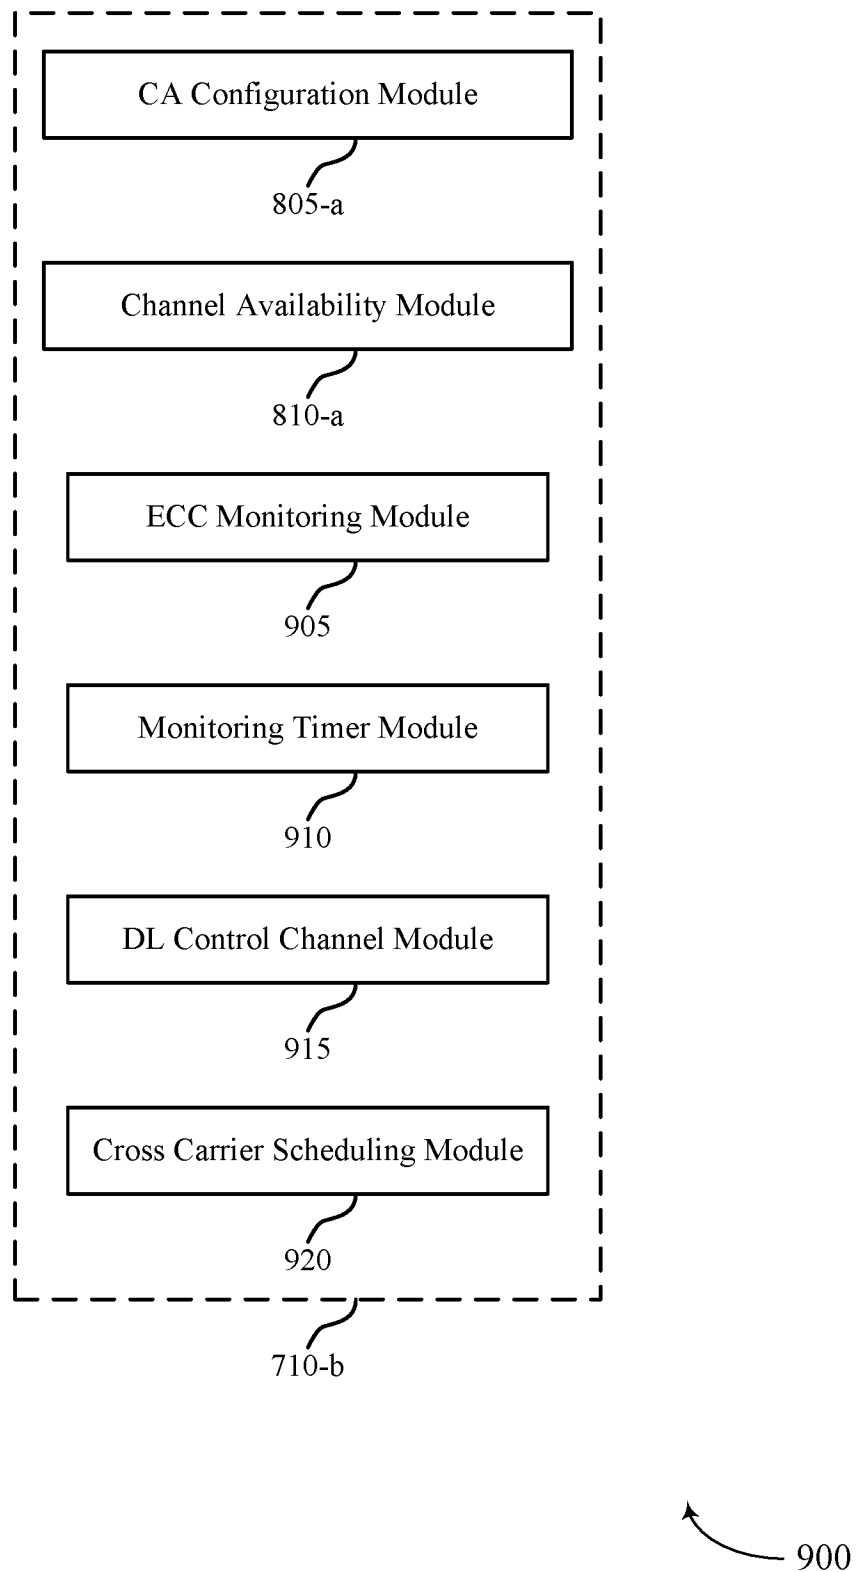 CA Configuration Module
805-a
Channel Availability Module
810-a
ECC Monitoring Module
905
Monitoring Timer Module
910
DL Control Channel Module
915
Cross Carrier Scheduling Module
920
710-b
900